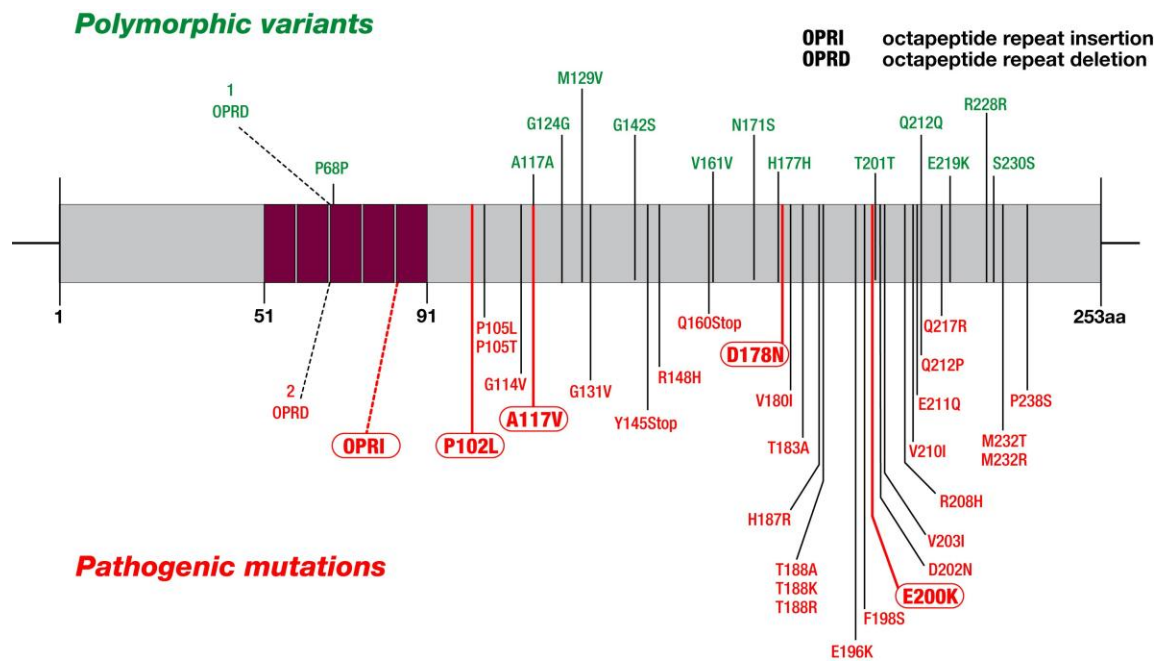 Polymorphic variants
OPRI octapeptide repeat insertion
OPRD octapeptide repeat deletion
1
OPRD
P68P
G124G
A117A
M129V
G142S
V161V
N171S
H177H
T201T
Q212Q
E219K
R228R
S230S
1
51
91
253aa
2
OPRD
OPRI
P102L
P105L
P105T
G114V
A117V
G131V
Y145Stop
R148H
Q160Stop
D178N
V180I
T183A
H187R
T188A
T188K
T188R
E196K
F198S
E200K
D202N
V203I
R208H
V210I
E211Q
Q212P
Q217R
M232T
M232R
P238S
Pathogenic mutations